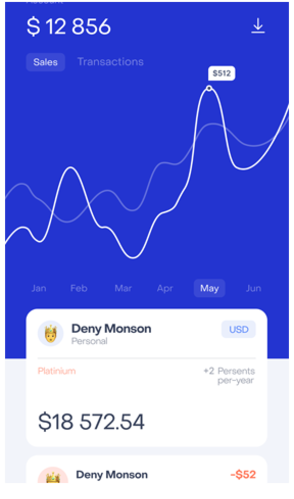 $ 12 856
Sales Transactions
$512
Jan Feb Mar Apr May Jun
Deny Monson USD
Personal
Platinium +2 Persents
per-year
$18 572.54
Deny Monson -$52